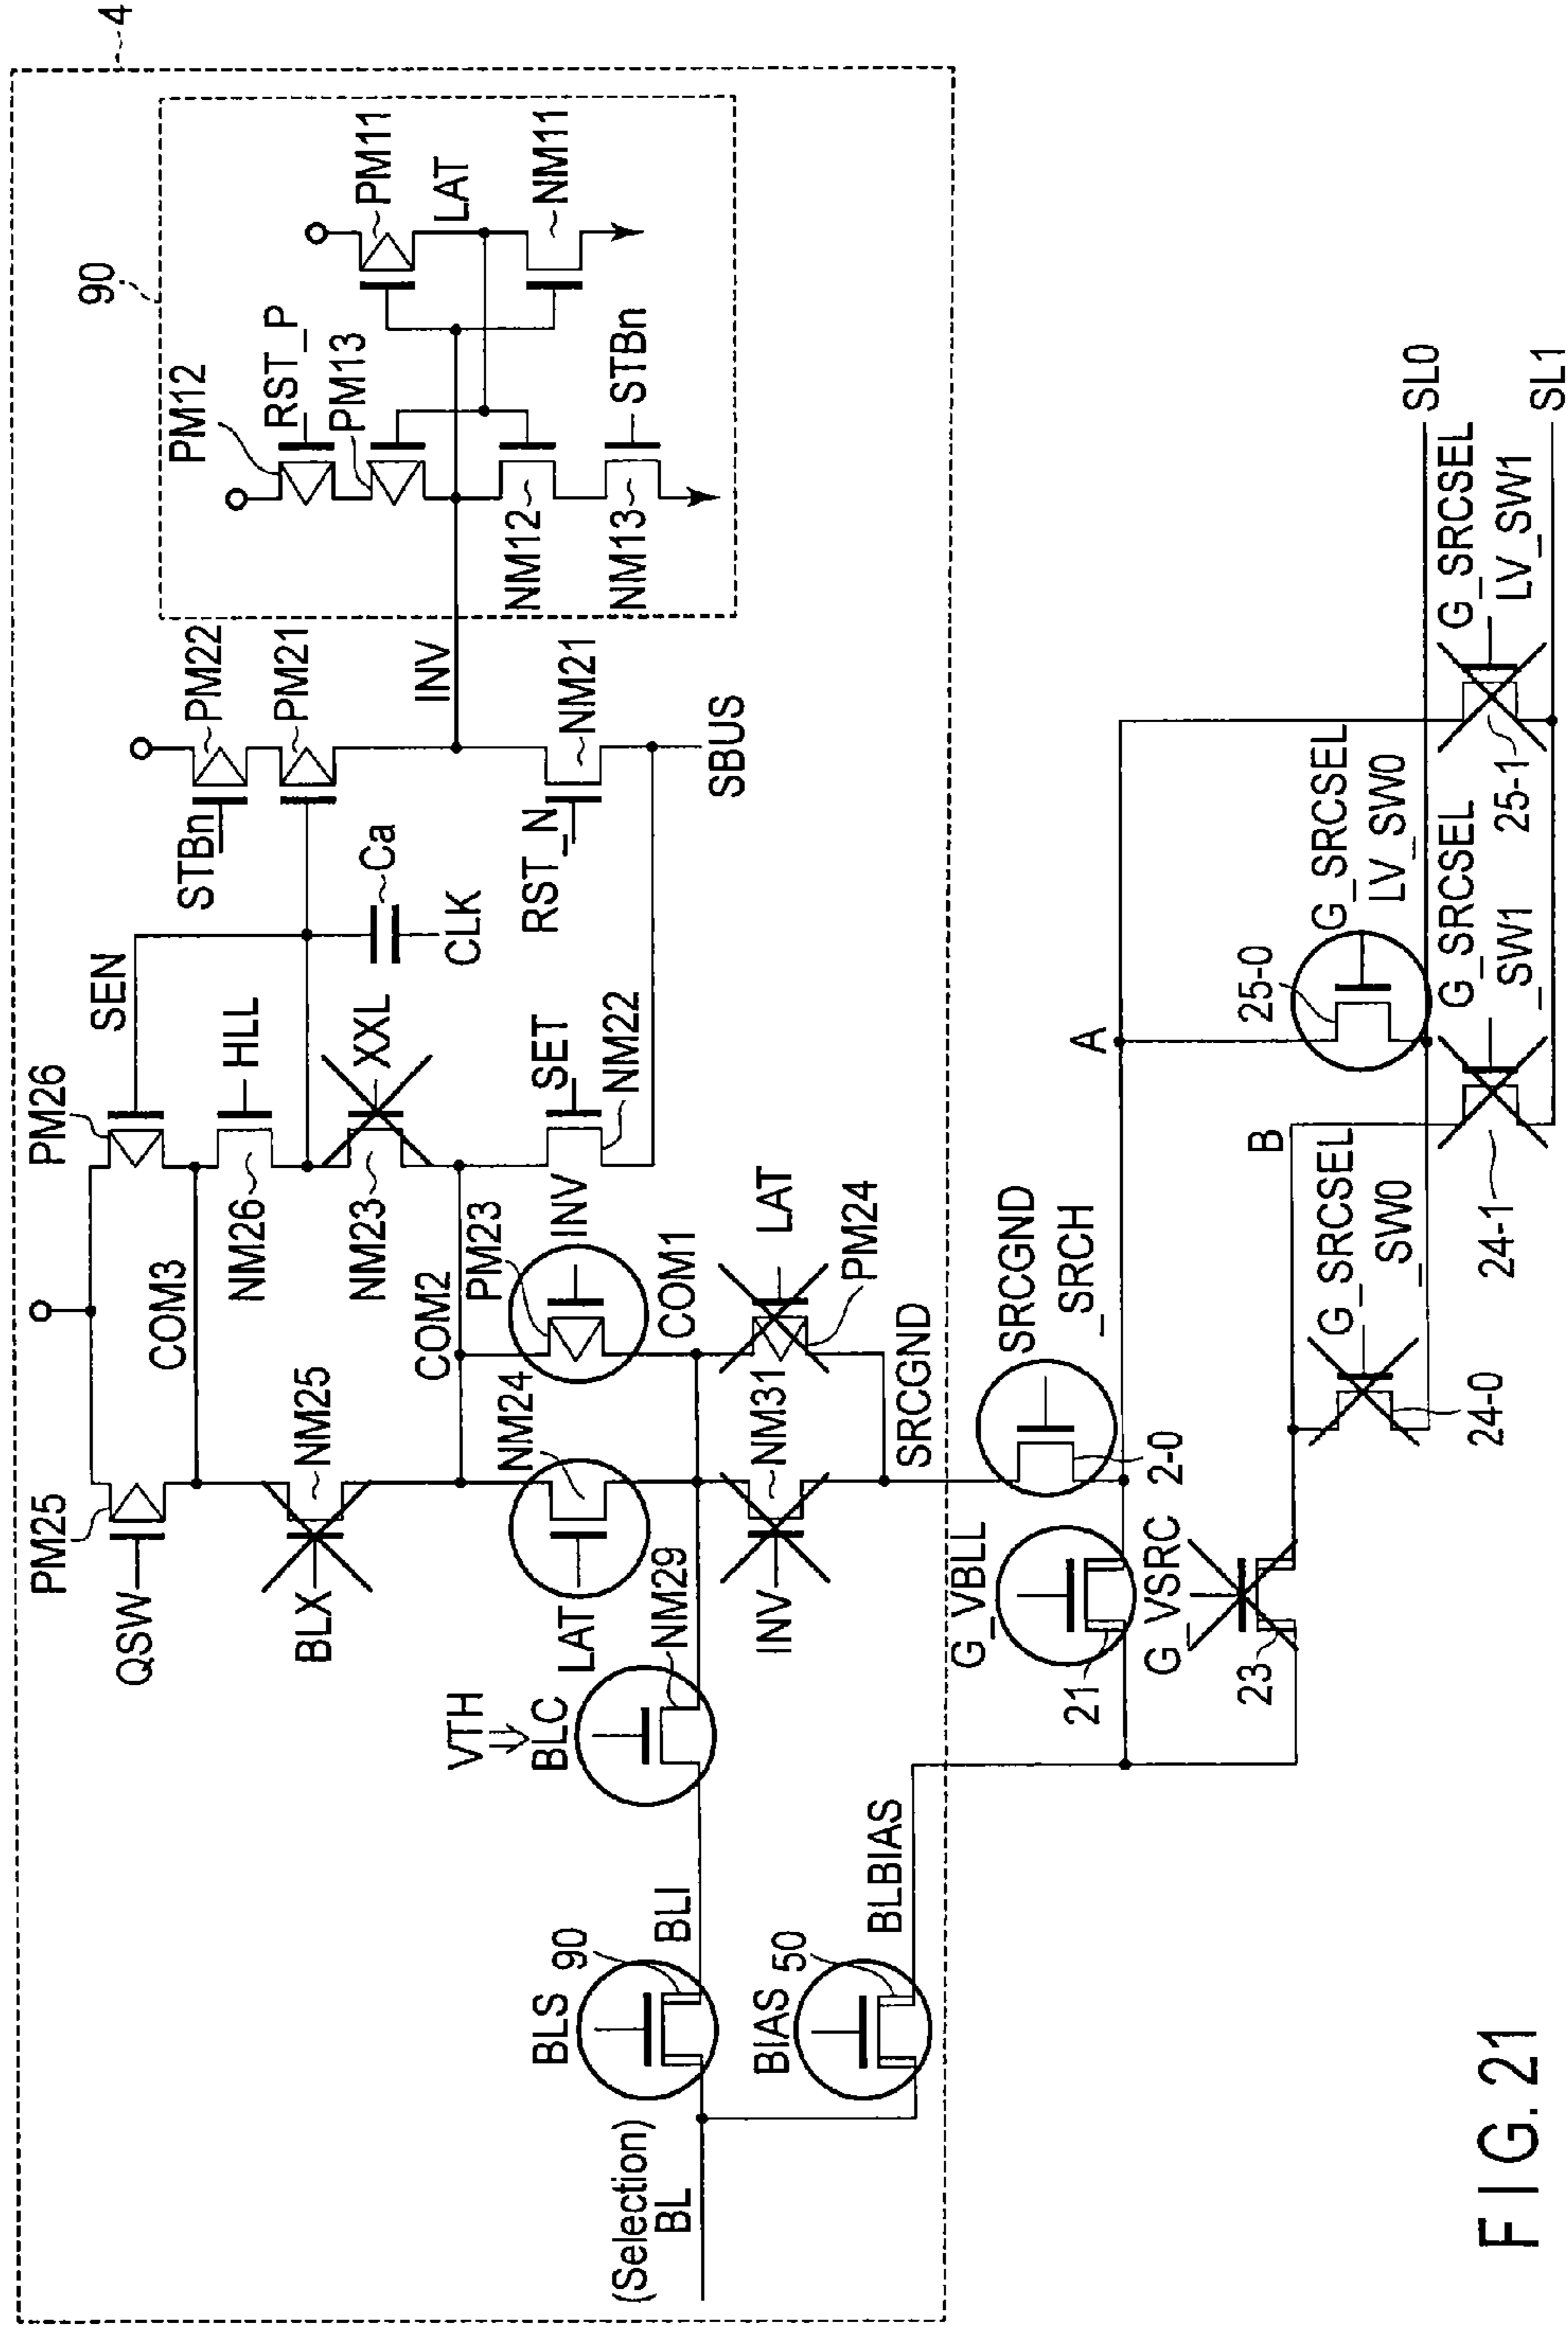 4
90
PM12
RST_P
PM13
PM11
LAT
NM11
NM12
NM13
STBn
PM22
PM21
STBn
INV
NM21
RST_N
SBUS
SEN
Ca
CLK
PM26
HLL
NM26
XXL
NM23
SET
NM22
COM3
PM25
QSW
NM25
BLX
COM2
PM23
INV
NM24
LAT
COM1
LAT
PM24
NM31
INV
SRCGND
NM29
VTH
BLC
BLI
BLS
90
BIAS
50
BLBIAS
(Selection)
BL
SRCGND
_SRCH
2-0
G_VBLL
21
G_VSRC
23
A
B
25-0
G_SRCSEL
LV_SW0
G_SRCSEL
_SW0
24-0
G_SRCSEL
_SW1
24-1
G_SRCSEL
LV_SW1
25-1
SL0
SL1
FIG. 21